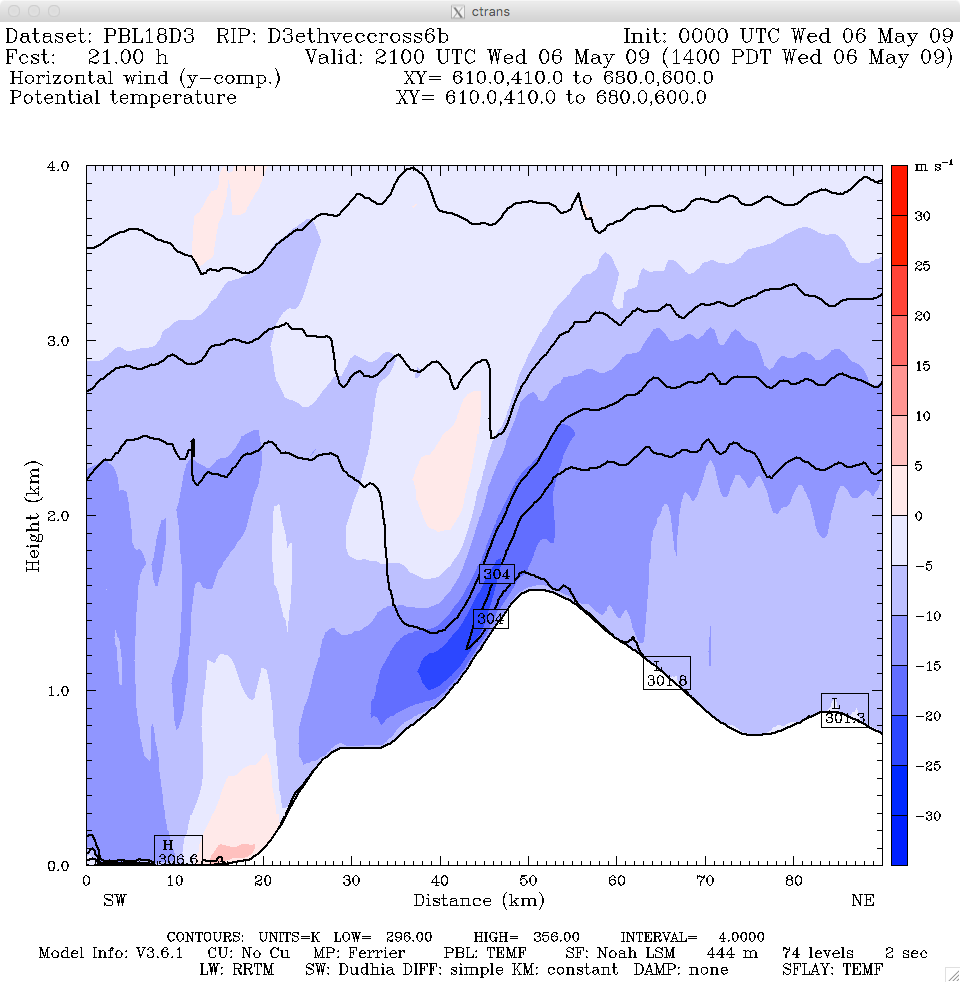 ctrans
Dataset: PBL18D3 RIP: D3ethveccross6b Init: 0000 UTC Wed 06 May 09
Fcst: 21.00 h Valid: 2100 UTC Wed 06 May 09 (1400 PDT Wed 06 May 09)
Horizontal wind (y-comp.) XY= 610.0,410.0 to 680.0,600.0
Potential temperature XY= 610.0,410.0 to 680.0,600.0
m s⁻¹
4.0
3.0
2.0
1.0
0.0
Height (km)
30
25
20
15
10
5
0
-5
-10
-15
-20
-25
-30
304
304
L
301.8
L
301.3
H
306.6
0 10 20 30 40 50 60 70 80
SW Distance (km) NE
CONTOURS: UNITS=K LOW= 296.00 HIGH= 356.00 INTERVAL= 4.0000
Model Info: V3.6.1 CU: No Cu MP: Ferrier PBL: TEMF SF: Noah LSM 444 m 74 levels 2 sec
LW: RRTM SW: Dudhia DIFF: simple KM: constant DAMP: none SFLAY: TEMF